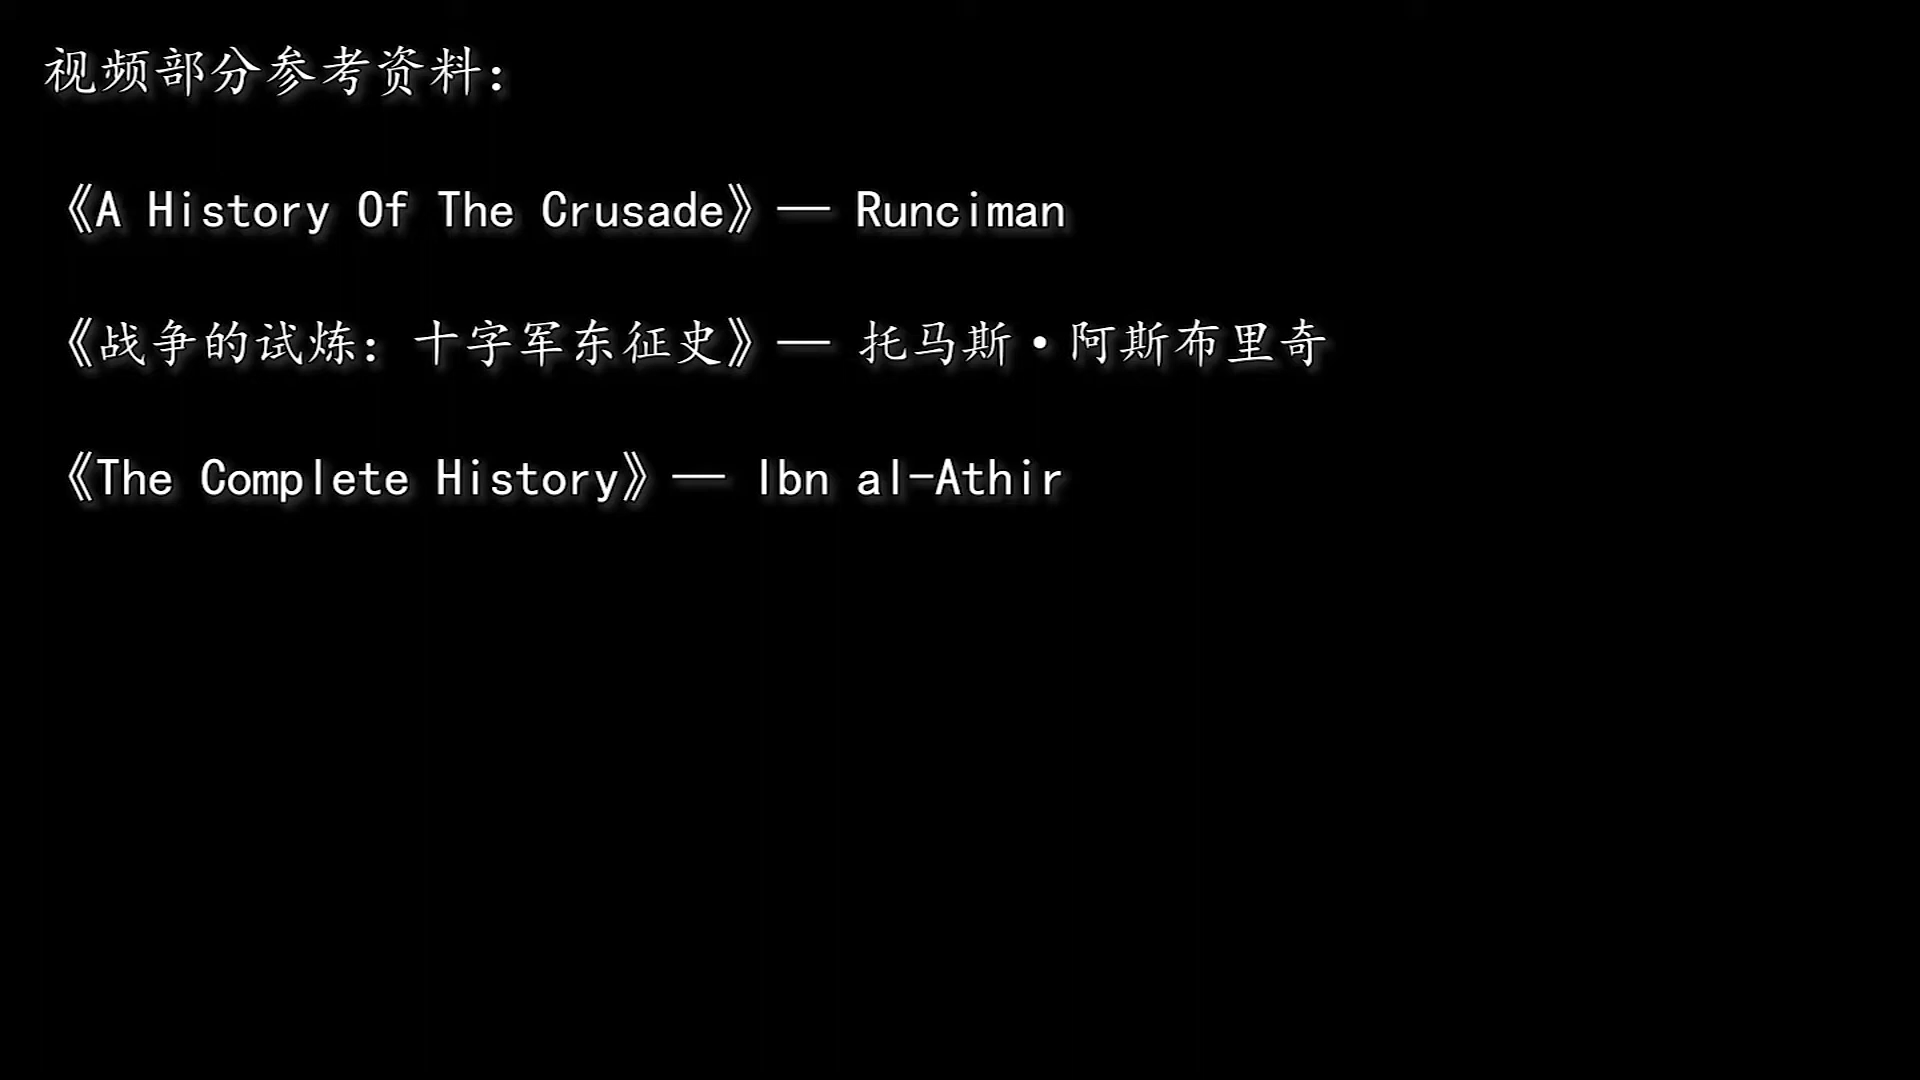 视频部分参考资料：
《A History Of The Crusade》— Runciman
《战争的试炼：十字军东征史》— 托马斯·阿斯布里奇
《The Complete History》— Ibn al-Athir